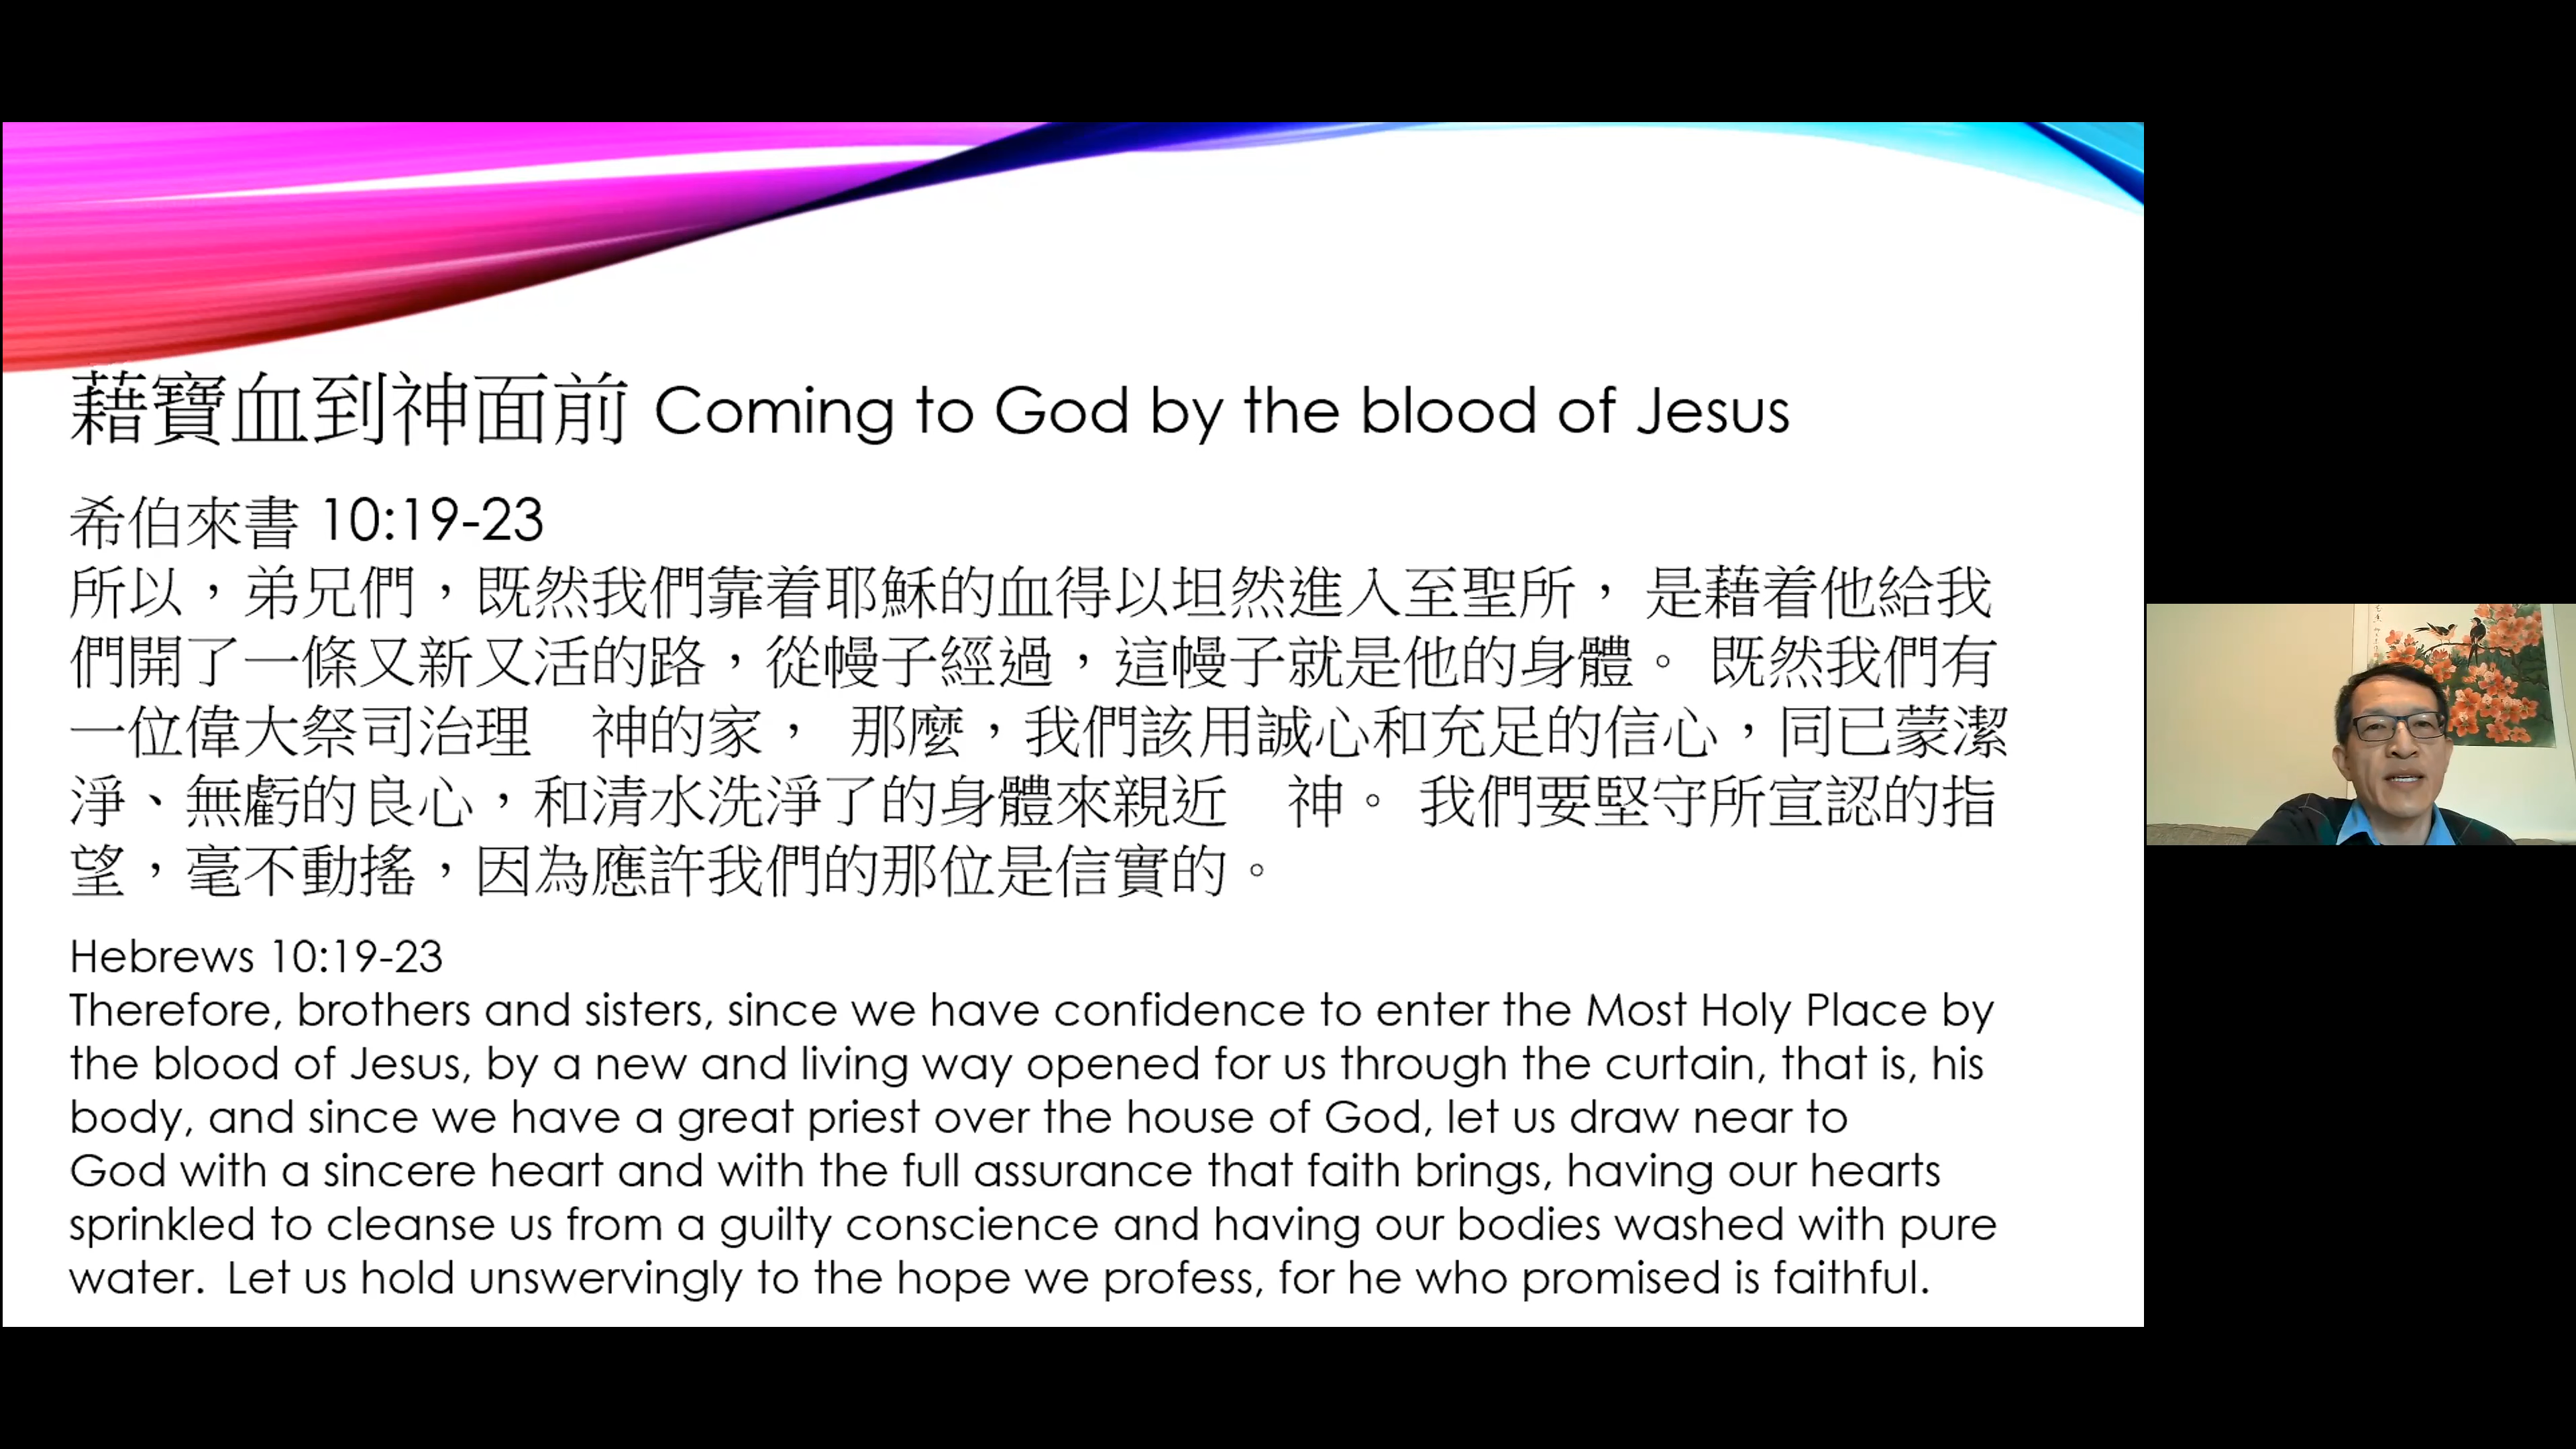 藉寶血到神面前 Coming to God by the blood of Jesus
希伯來書 10:19-23
所以，弟兄們，既然我們靠着耶穌的血得以坦然進入至聖所， 是藉着他給我
們開了一條又新又活的路，從幔子經過，這幔子就是他的身體。 既然我們有
一位偉大祭司治理　神的家， 那麼，我們該用誠心和充足的信心，同已蒙潔
淨、無虧的良心，和清水洗淨了的身體來親近　神。 我們要堅守所宣認的指
望，毫不動搖，因為應許我們的那位是信實的。
Hebrews 10:19-23
Therefore, brothers and sisters, since we have confidence to enter the Most Holy Place by
the blood of Jesus, by a new and living way opened for us through the curtain, that is, his
body, and since we have a great priest over the house of God, let us draw near to
God with a sincere heart and with the full assurance that faith brings, having our hearts
sprinkled to cleanse us from a guilty conscience and having our bodies washed with pure
water. Let us hold unswervingly to the hope we profess, for he who promised is faithful.